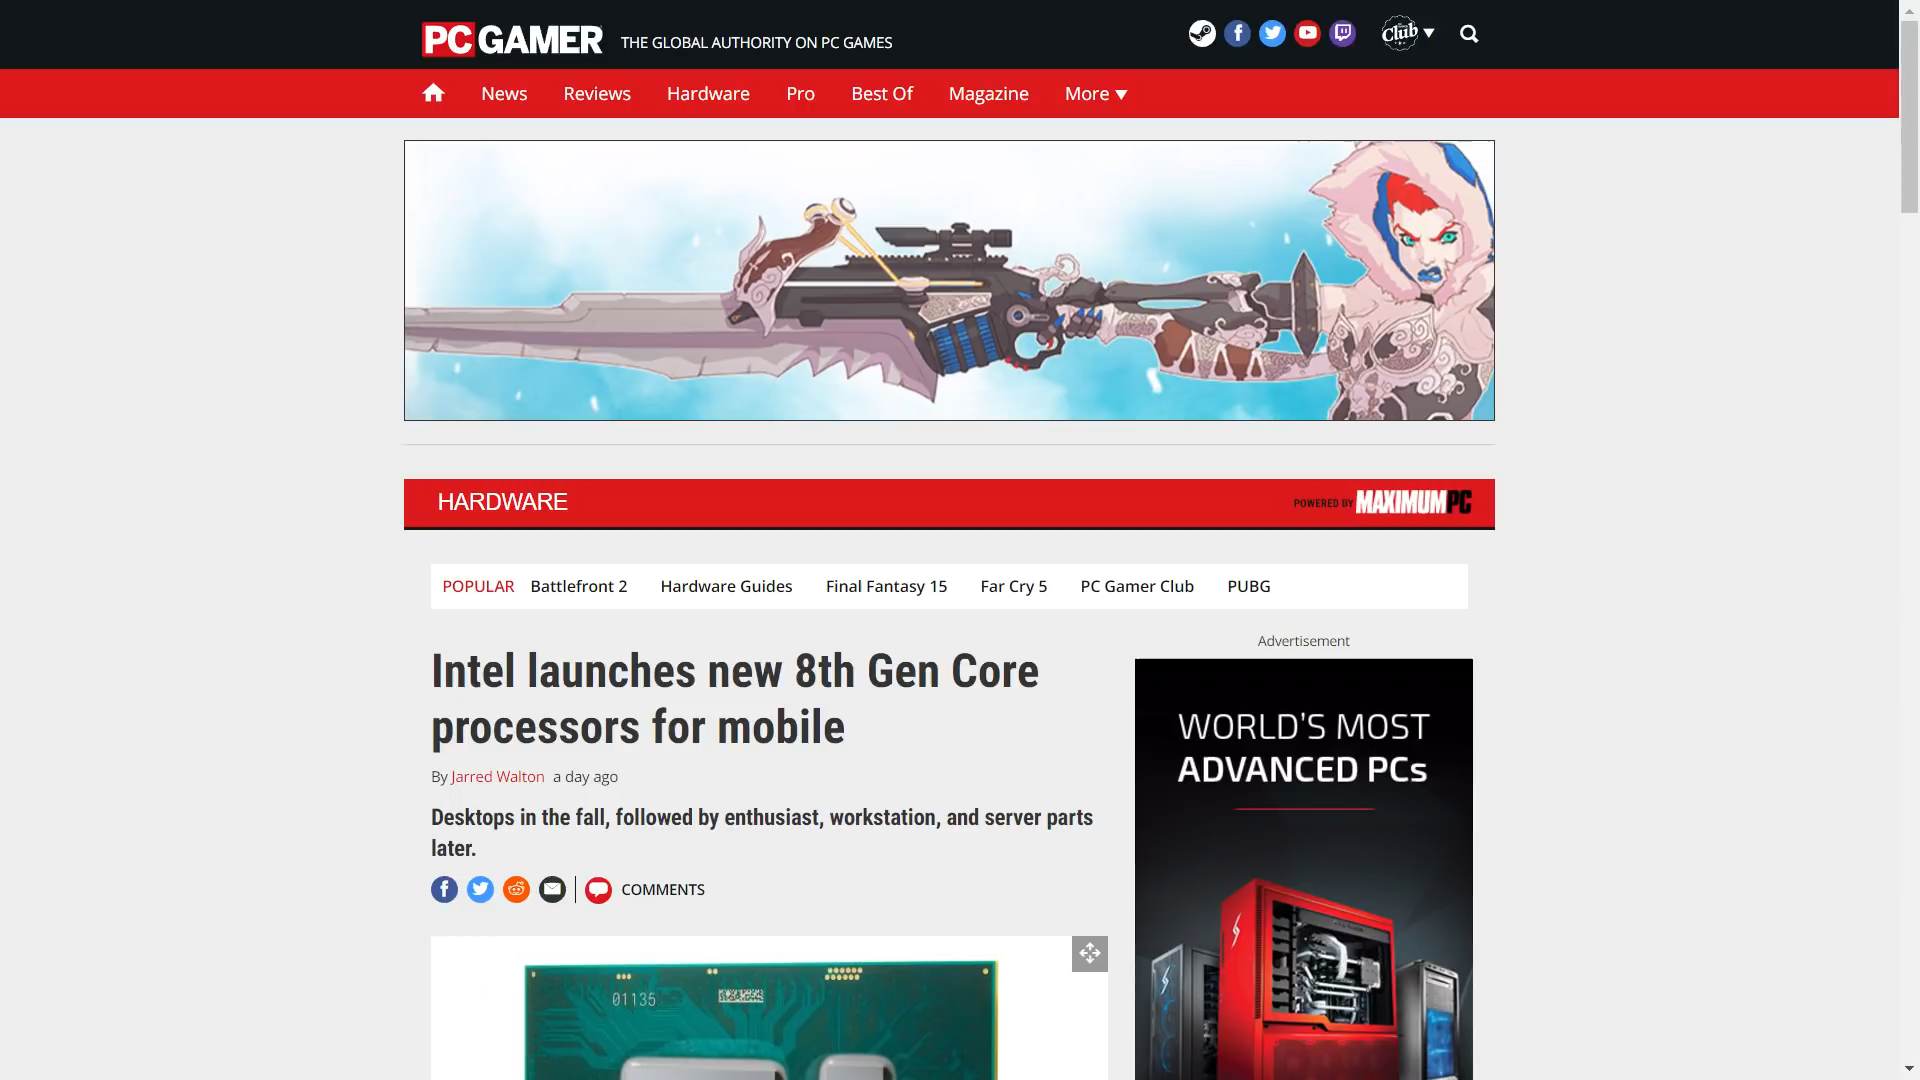 PC GAMER THE GLOBAL AUTHORITY ON PC GAMES Club
News Reviews Hardware Pro Best Of Magazine More
HARDWARE POWERED BY MAXIMUMPC
POPULAR Battlefront 2 Hardware Guides Final Fantasy 15 Far Cry 5 PC Gamer Club PUBG
Advertisement
Intel launches new 8th Gen Core
processors for mobile
By Jarred Walton a day ago
Desktops in the fall, followed by enthusiast, workstation, and server parts
later.
COMMENTS
01135
WORLD'S MOST
ADVANCED PCs